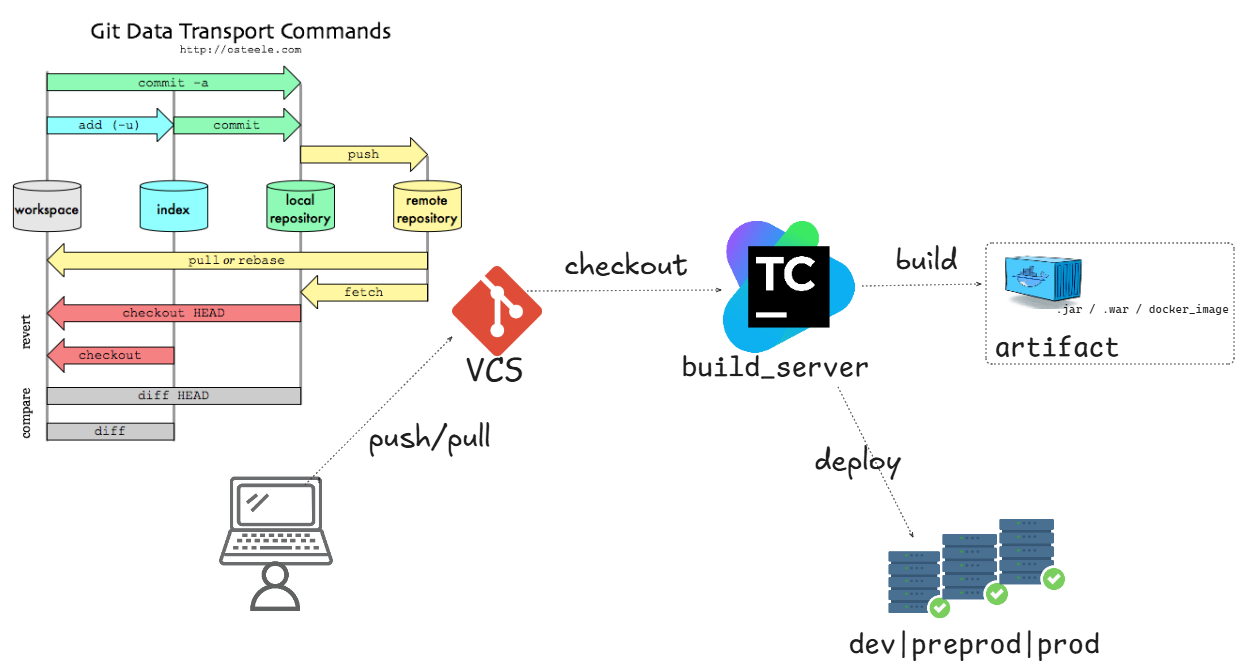 Git Data Transport Commands
http://osteele.com
commit -a
add (-u)
commit
push
workspace
index
local
repository
remote
repository
pull or rebase
fetch
revert
checkout HEAD
checkout
compare
diff HEAD
diff
push/pull
VCS
checkout
TC
build_server
build
.jar / .war / docker_image
artifact
deploy
dev|preprod|prod